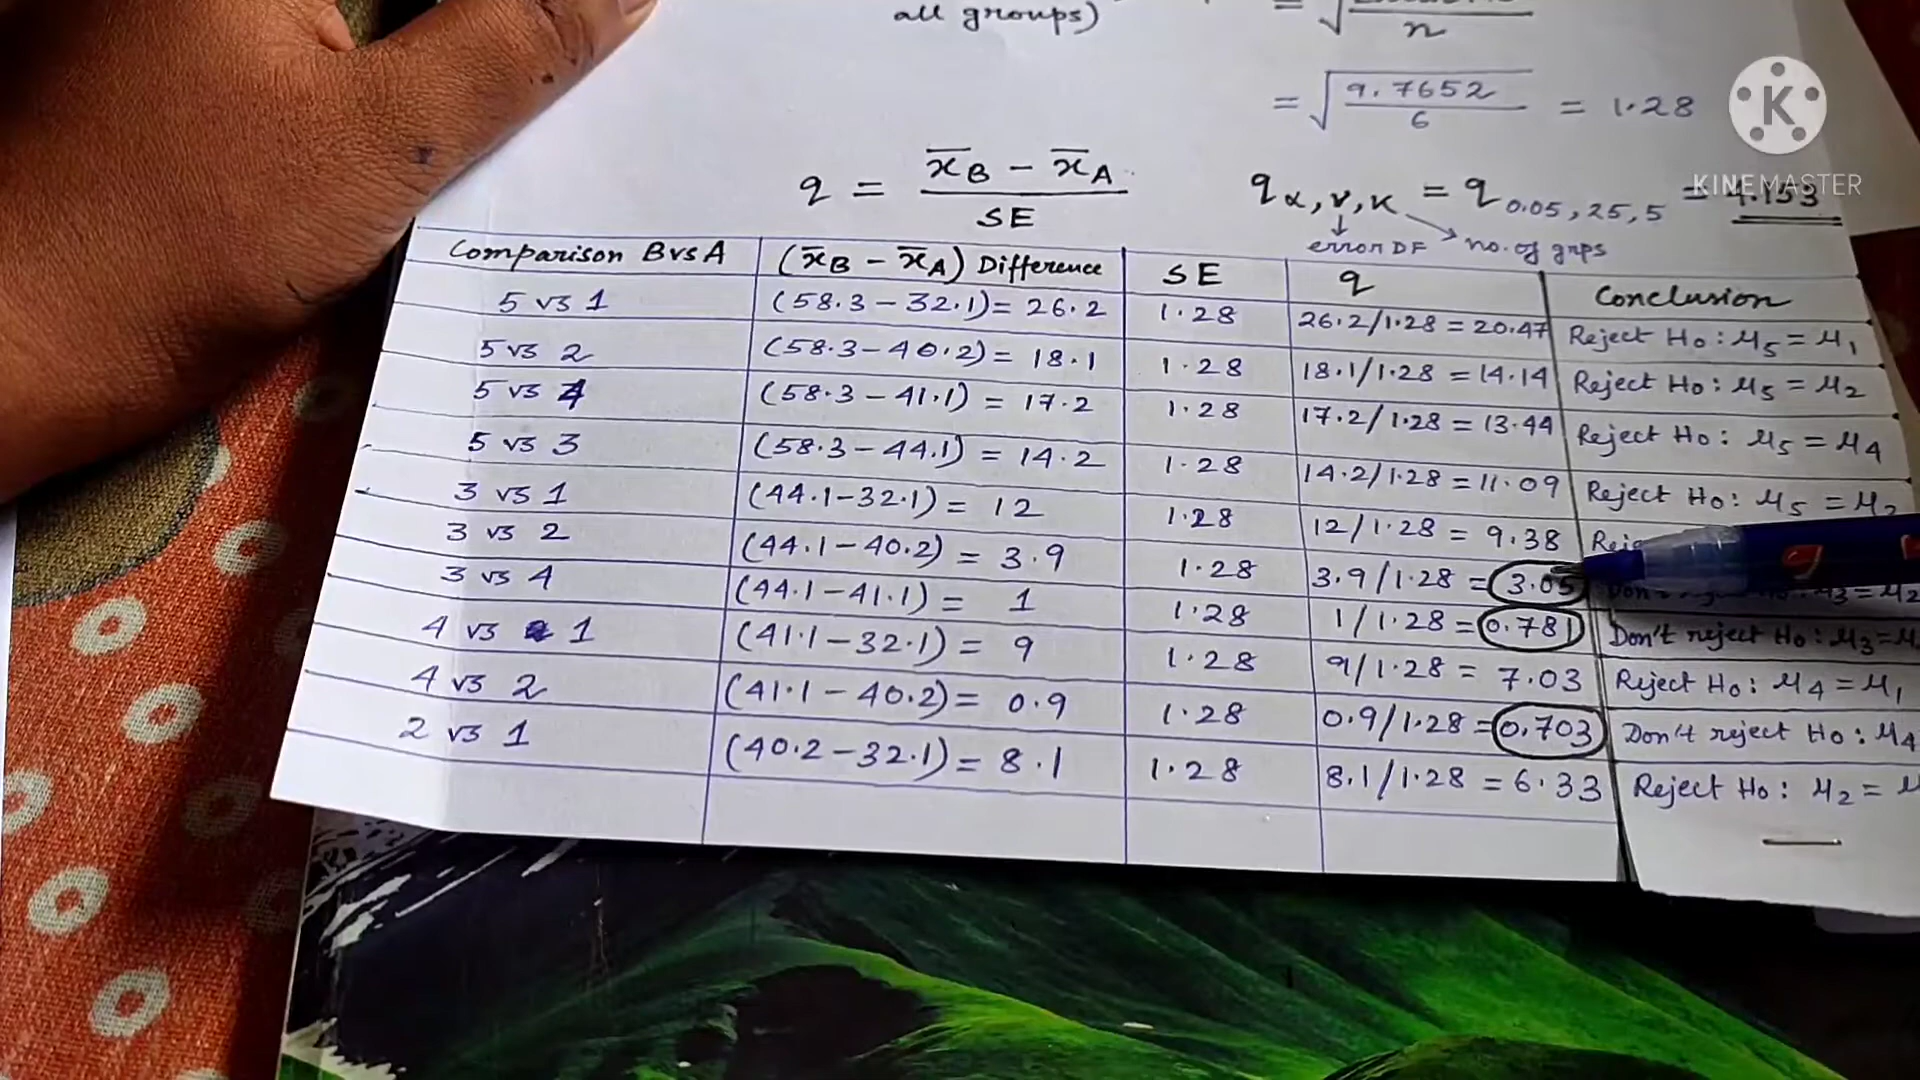 all groups)
= √ n
= √ 9.7652 / 6 = 1.28
K
KINEMASTER
q = x̄B − x̄A / SE
qα,ν,κ = q0.05,25,5 = 4.153
error DF
no. of grps
Comparison B vs A (x̄B − x̄A) Difference SE q Conclusion
5 vs 1 (58.3 − 32.1) = 26.2 1.28 26.2/1.28 = 20.47 Reject Ho : μ5 = μ1
5 vs 2 (58.3 − 40.2) = 18.1 1.28 18.1/1.28 = 14.14 Reject Ho : μ5 = μ2
5 vs 4 (58.3 − 41.1) = 17.2 1.28 17.2/1.28 = 13.44 Reject Ho : μ5 = μ4
5 vs 3 (58.3 − 44.1) = 14.2 1.28 14.2/1.28 = 11.09 Reject Ho : μ5 =
3 vs 1 (44.1 − 32.1) = 12 1.28 12/1.28 = 9.38
3 vs 2 (44.1 − 40.2) = 3.9 1.28 3.9/1.28 = 3.05 = μ2
3 vs 4 (44.1 − 41.1) = 1 1.28 1/1.28 = 0.781 Don't reject Ho : μ3 =
4 vs 1 (41.1 − 32.1) = 9 1.28 9/1.28 = 7.03 Reject Ho : μ4 = μ1
4 vs 2 (41.1 − 40.2) = 0.9 1.28 0.9/1.28 = 0.703 Don't reject Ho : μ4
2 vs 1 (40.2 − 32.1) = 8.1 1.28 8.1/1.28 = 6.33 Reject Ho : μ2 =